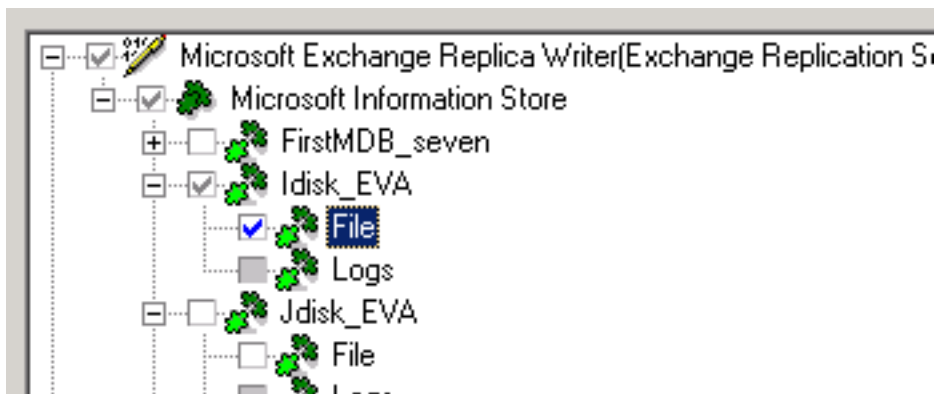 Microsoft Exchange Replica Writer(Exchange Replication
Microsoft Information Store
FirstMDB_seven
Idisk_EVA
File
Logs
Jdisk_EVA
File